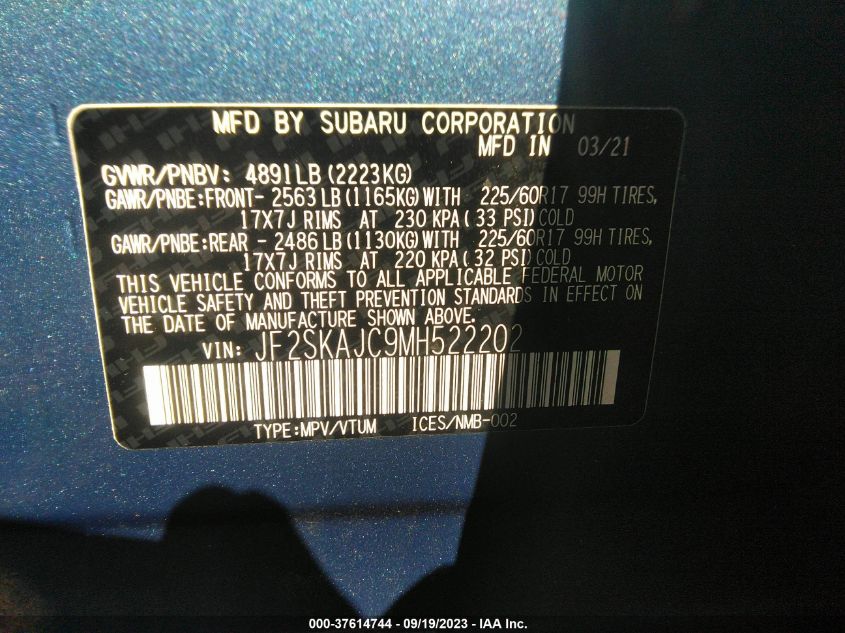 MFD BY SUBARU CORPORATION
MFD IN 03/21
GVWR/PNBV: 4891LB (2223KG)
GAWR/PNBE:FRONT- 2563 LB (1165KG) WITH 225/60R17 99H TIRES,
17X7J RIMS AT 230 KPA ( 33 PSI) COLD
GAWR/PNBE:REAR - 2486 LB (1130KG) WITH 225/60R17 99H TIRES,
17X7J RIMS AT 220 KPA ( 32 PSI) COLD
THIS VEHICLE CONFORMS TO ALL APPLICABLE FEDERAL MOTOR
VEHICLE SAFETY AND THEFT PREVENTION STANDARDS IN EFFECT ON
THE DATE OF MANUFACTURE SHOWN ABOVE.
VIN: JF2SKAJC9MH522202
TYPE:MPV/VTUM ICES/NMB-002
000-37614744 - 09/19/2023 - IAA Inc.